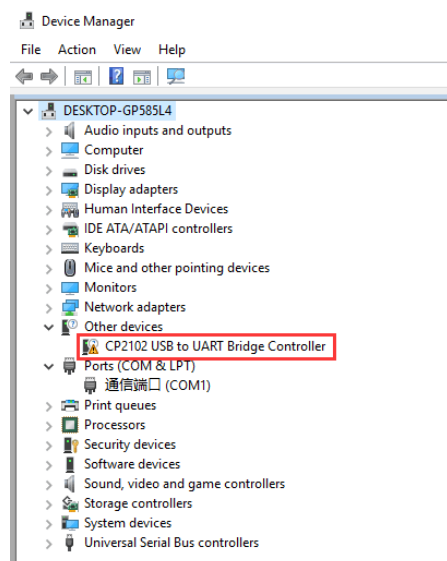 Device Manager
File Action View Help
DESKTOP-GP585L4
Audio inputs and outputs
Computer
Disk drives
Display adapters
Human Interface Devices
IDE ATA/ATAPI controllers
Keyboards
Mice and other pointing devices
Monitors
Network adapters
Other devices
CP2102 USB to UART Bridge Controller
Ports (COM & LPT)
通信端口 (COM1)
Print queues
Processors
Security devices
Software devices
Sound, video and game controllers
Storage controllers
System devices
Universal Serial Bus controllers